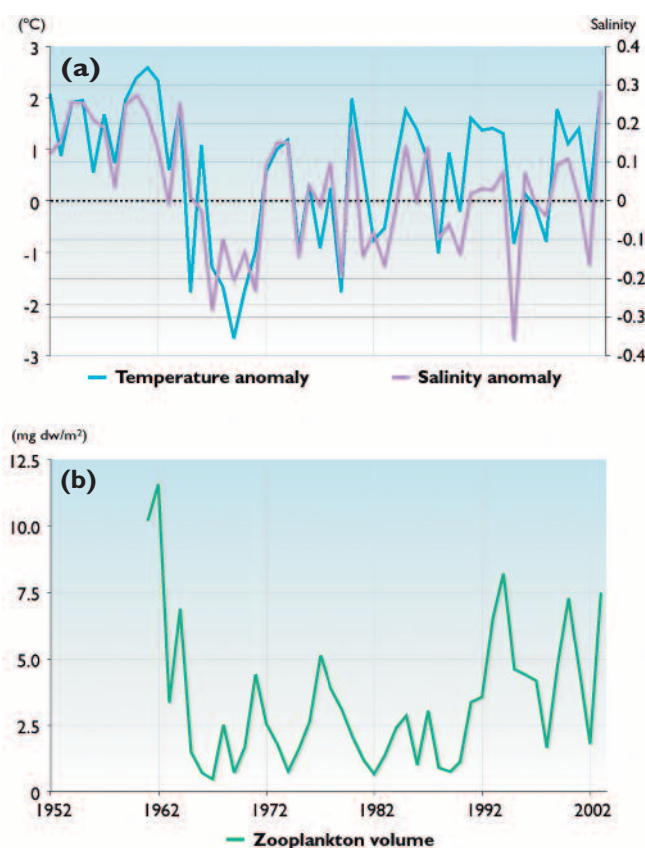 (°C)
Salinity
(a)
3
2
1
0
-1
-2
-3
0.4
0.3
0.2
0.1
0
-0.1
-0.2
-0.3
-0.4
Temperature anomaly
Salinity anomaly
(mg dw/m²)
(b)
12.5
10.0
7.5
5.0
2.5
0
1952 1962 1972 1982 1992 2002
Zooplankton volume